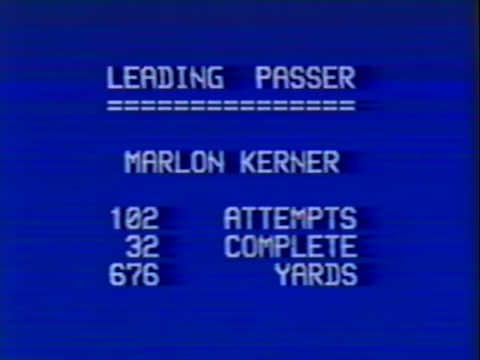 LEADING PASSER
===============
MARLON KERNER
102 ATTEMPTS
32 COMPLETE
676 YARDS